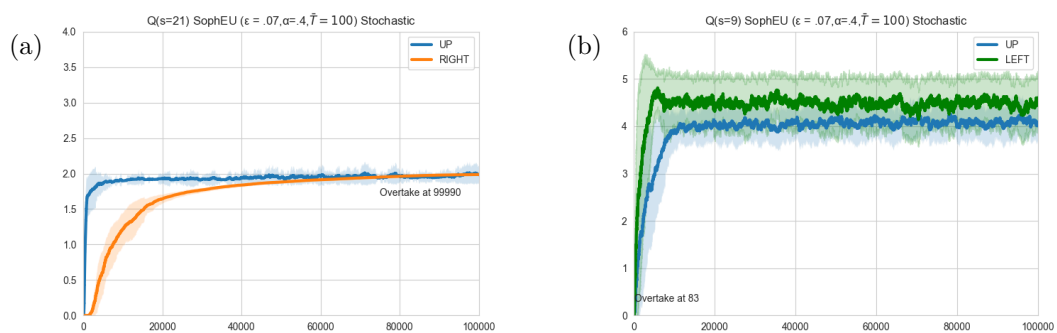 (a)
Q(s=21) SophEU (ε = .07,α=.4,T̃ = 100) Stochastic
4.0
3.5
3.0
2.5
2.0
1.5
1.0
0.5
0.0
UP
RIGHT
Overtake at 99990
0 20000 40000 60000 80000 100000
(b)
Q(s=9) SophEU (ε = .07,α=.4,T̃ = 100) Stochastic
6
5
4
3
2
1
0
UP
LEFT
Overtake at 83
0 20000 40000 60000 80000 100000